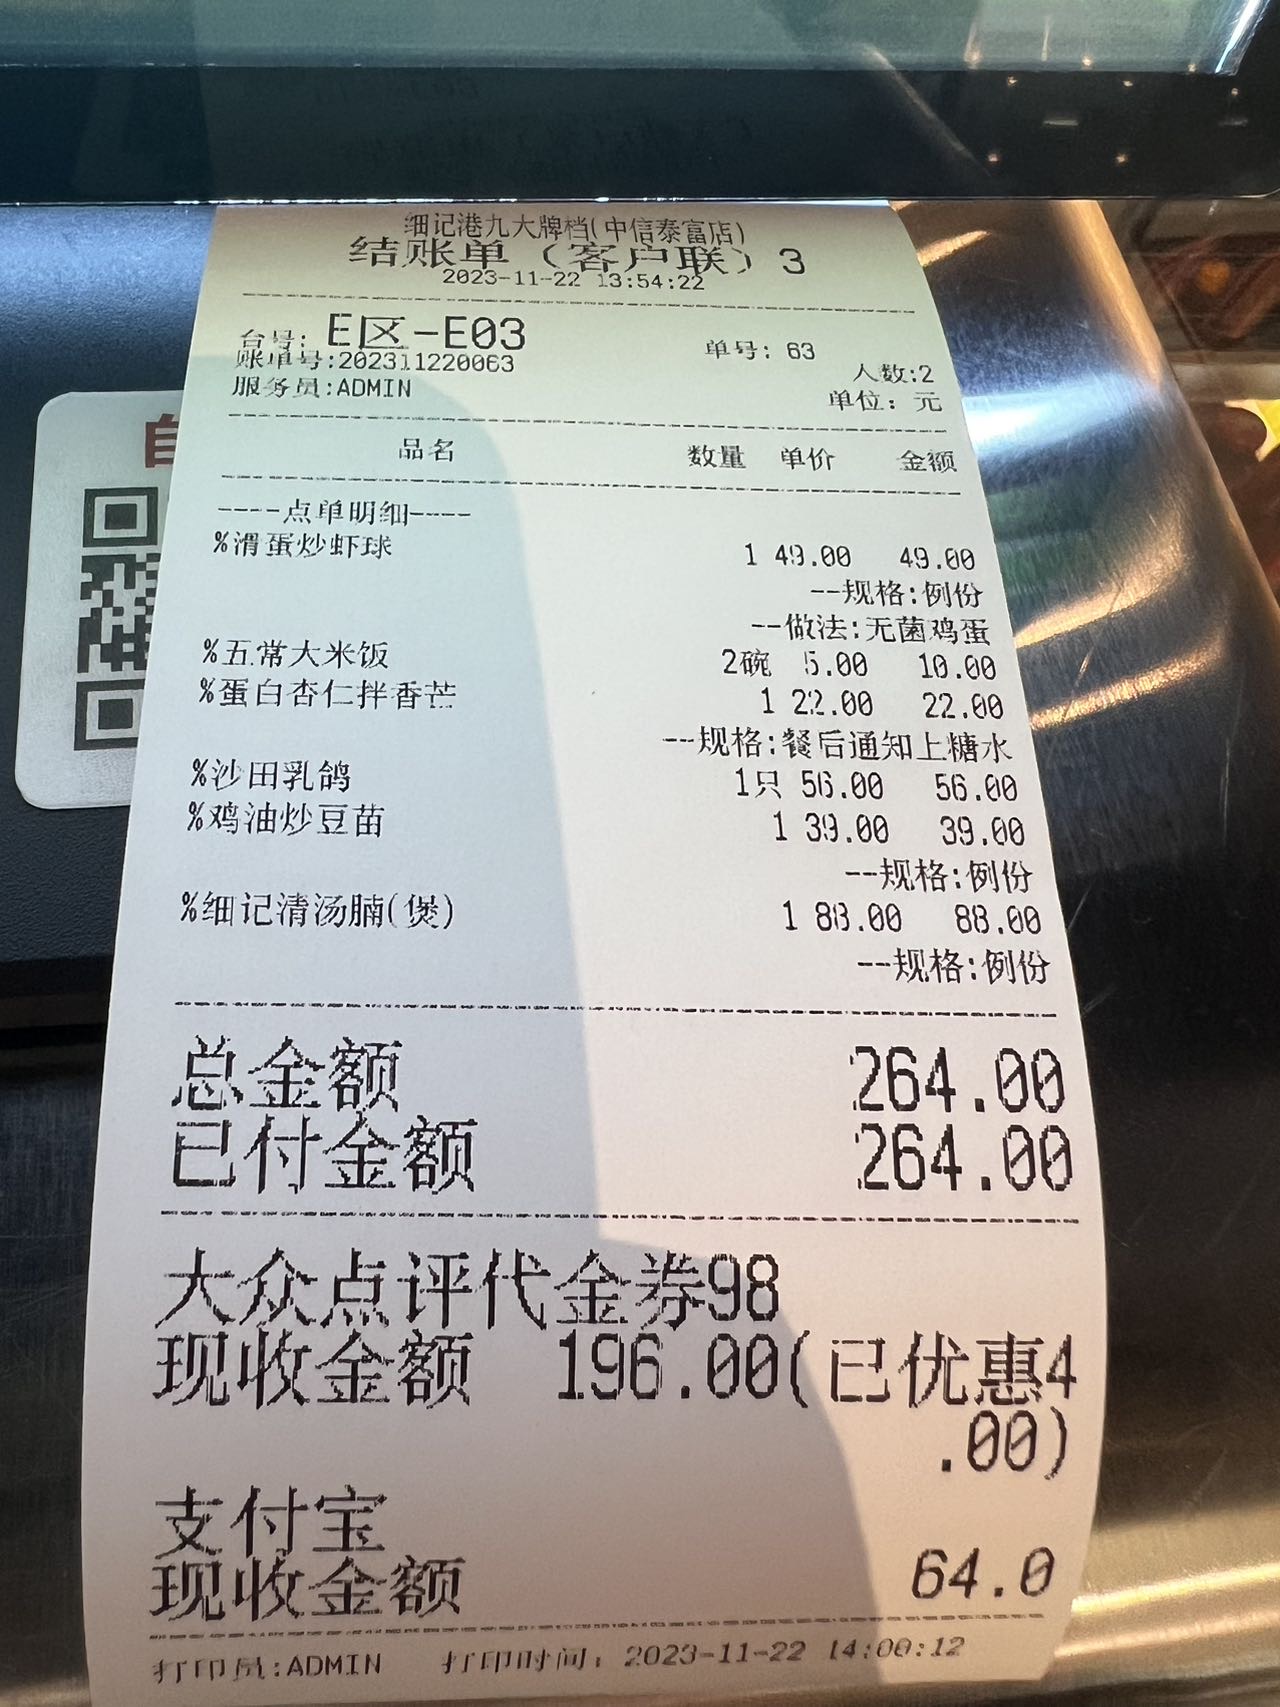 细记港九大牌档(中信泰富店)
结账单（客户联）3
2023-11-22 13:54:22
台号: E区-E03 单号: 63
账单号:202311220063 人数:2
服务员:ADMIN 单位: 元
品名 数量 单价 金额
----点单明细----
%滑蛋炒虾球 1 49.00 49.00
--规格:例份
--做法:无菌鸡蛋
%五常大米饭 2碗 5.00 10.00
%蛋白杏仁拌香芒 1 22.00 22.00
--规格:餐后通知上糖水
%沙田乳鸽 1只 56.00 56.00
%鸡油炒豆苗 1 39.00 39.00
--规格:例份
%细记清汤腩(煲) 1 88.00 88.00
--规格:例份
总金额 264.00
已付金额 264.00
大众点评代金券98
现收金额 196.00(已优惠4
.00)
支付宝
现收金额 64.0
打印员:ADMIN 打印时间: 2023-11-22 14:00:12